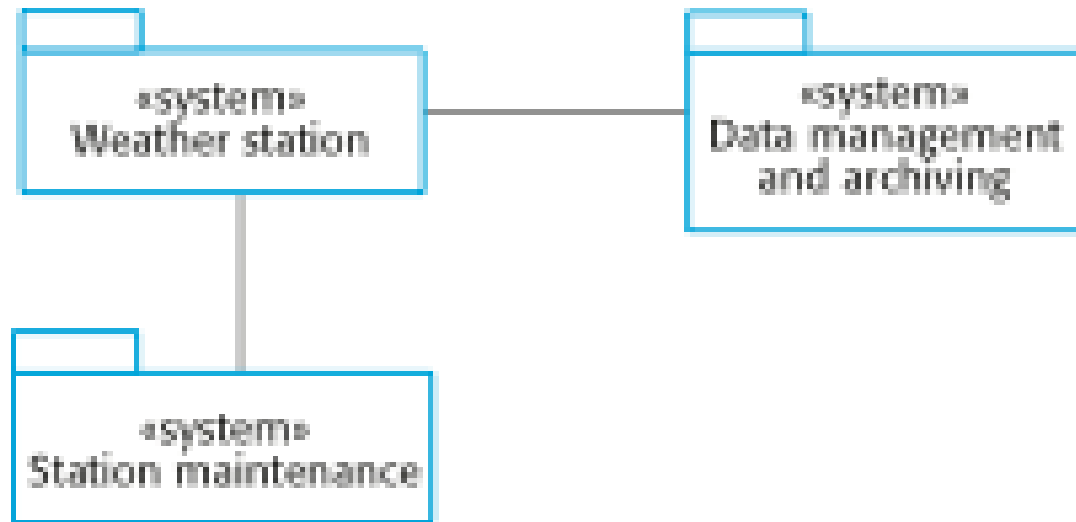 «system»
Weather station
«system»
Data management
and archiving
«system»
Station maintenance